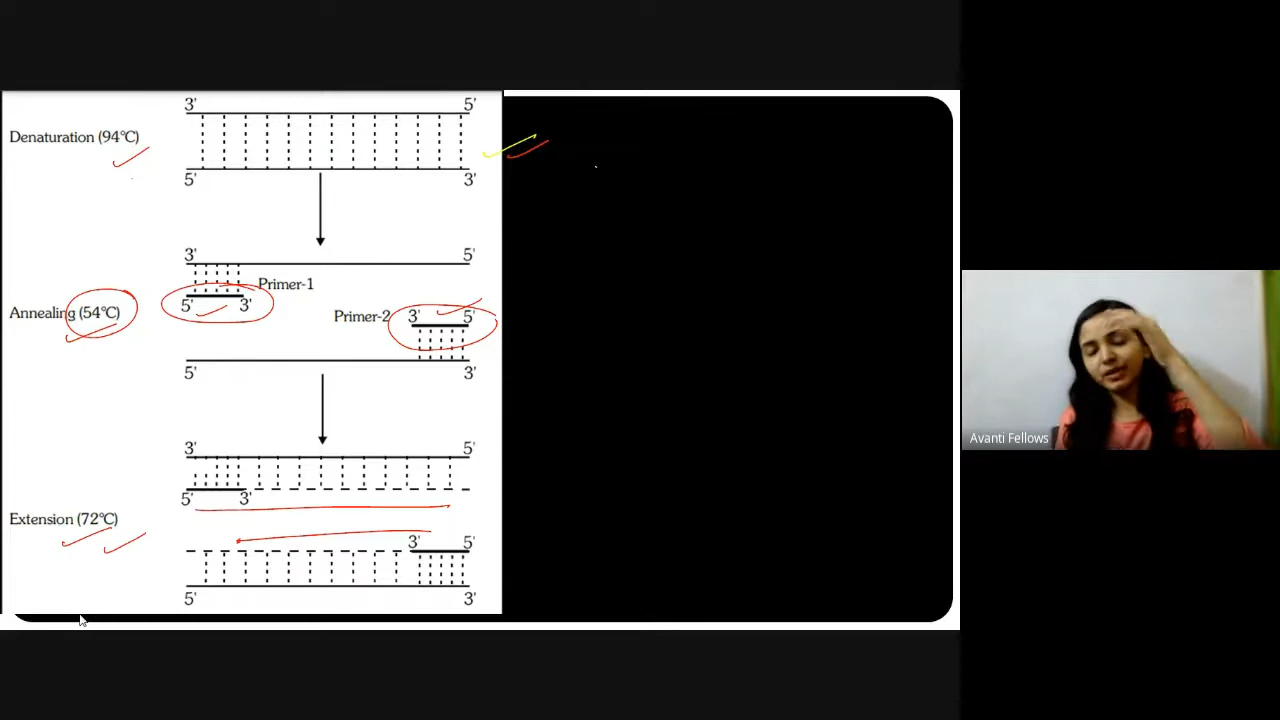 3' 5'
Denaturation (94°C)
5' 3'
3' 5'
Primer-1
5' 3'
Annealing (54°C)
Primer-2 3' 5'
5' 3'
3' 5'
5' 3'
Extension (72°C)
3' 5'
5' 3'
Avanti Fellows